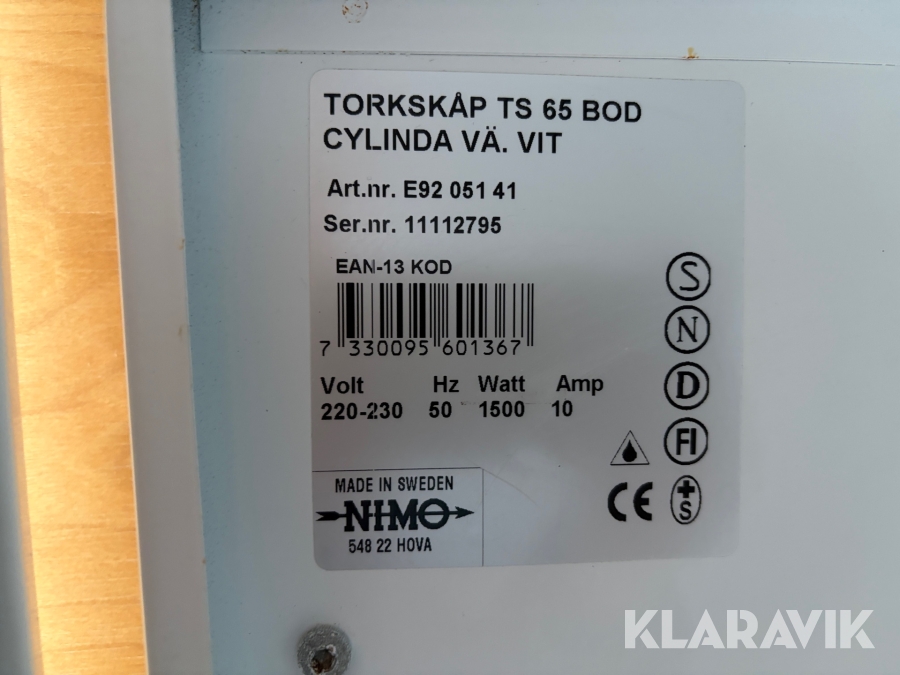 TORKSKÅP TS 65 BOD
CYLINDA VÄ. VIT
Art.nr. E92 051 41
Ser.nr. 11112795
EAN-13 KOD
7 330095 601367
Volt Hz Watt Amp
220-230 50 1500 10
S
N
D
FI
CE +S
MADE IN SWEDEN
NIMO
548 22 HOVA
KLARAVIK